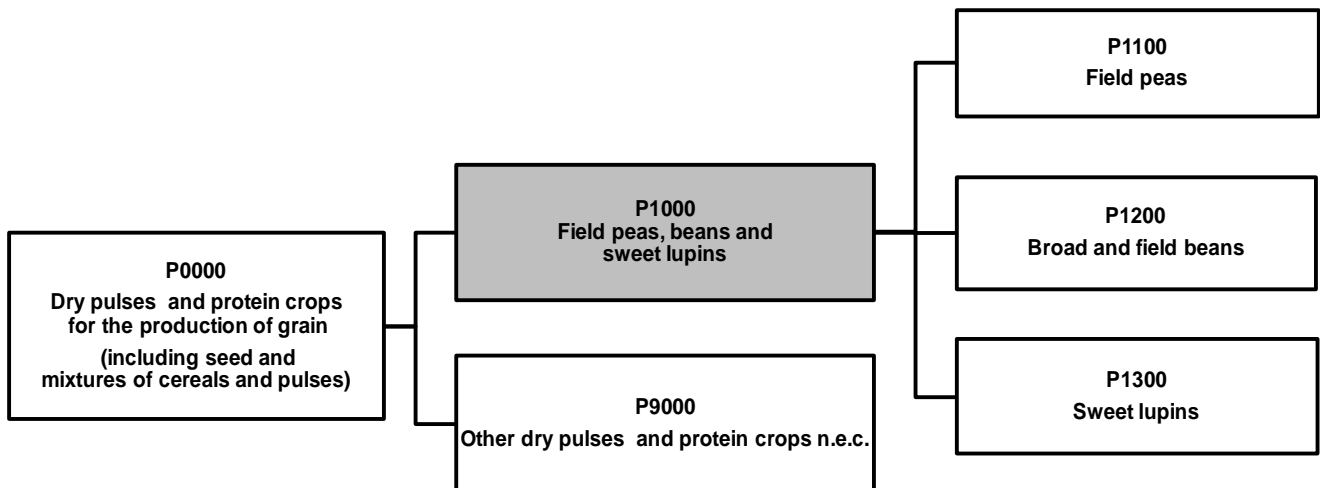 P0000
Dry pulses and protein crops
for the production of grain
(including seed and
mixtures of cereals and pulses)
P1000
Field peas, beans and
sweet lupins
P9000
Other dry pulses and protein crops n.e.c.
P1100
Field peas
P1200
Broad and field beans
P1300
Sweet lupins